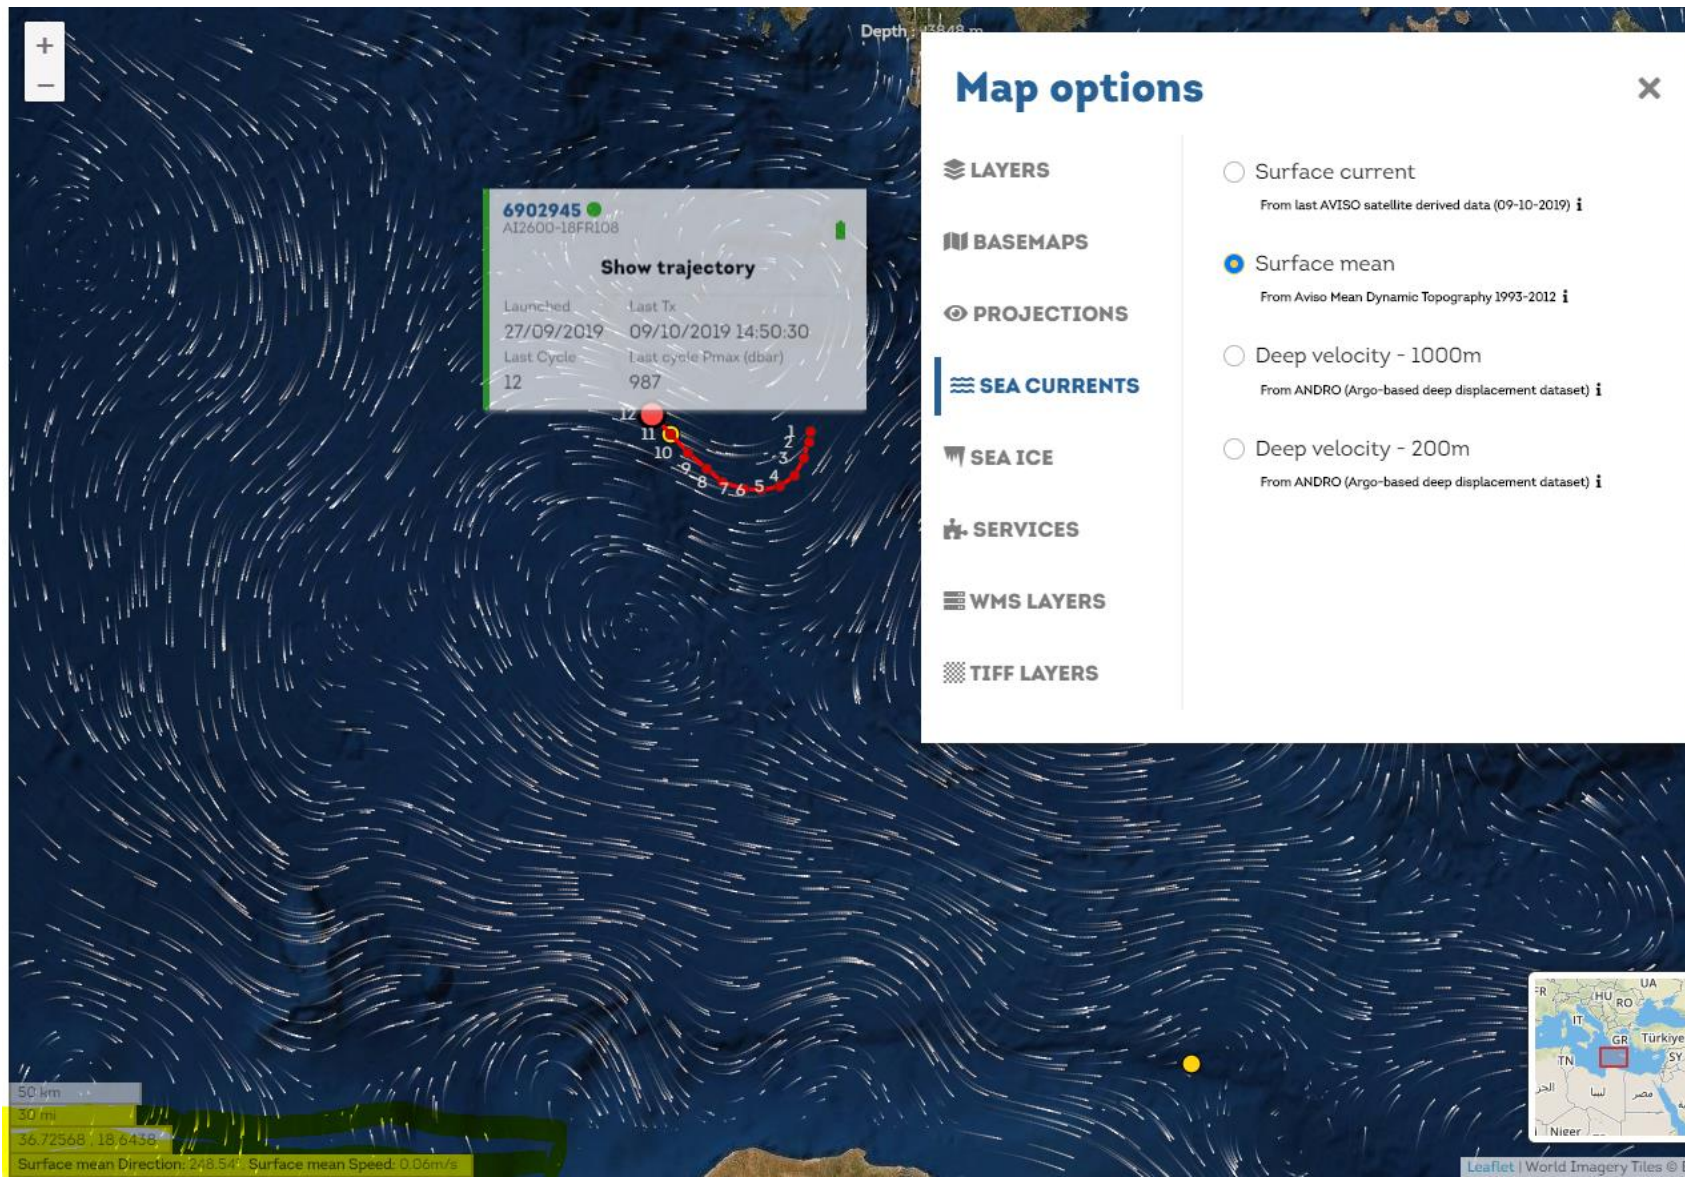 +
Depth : 3848 m
−
Map options
×
LAYERS
BASEMAPS
PROJECTIONS
SEA CURRENTS
SEA ICE
SERVICES
WMS LAYERS
TIFF LAYERS
Surface current
From last AVISO satellite derived data (09-10-2019) i
Surface mean
From Aviso Mean Dynamic Topography 1993-2012 i
Deep velocity - 1000m
From ANDRO (Argo-based deep displacement dataset) i
Deep velocity - 200m
From ANDRO (Argo-based deep displacement dataset) i
6902945
AI2600-18FR108
Show trajectory
Launched Last Tx
27/09/2019 09/10/2019 14:50:30
Last Cycle Last cycle Pmax (dbar)
12 987
12
11
10
9
8
7
6
5
4
3
2
1
FR
UA
HU
RO
IT
GR
Türkiye
TN
SY
الجز
ليبيا
مصر
Niger
50 km
30 mi
36.72568 , 18.6438
Surface mean Direction: 248.54°, Surface mean Speed: 0.06m/s
Leaflet | World Imagery Tiles © E